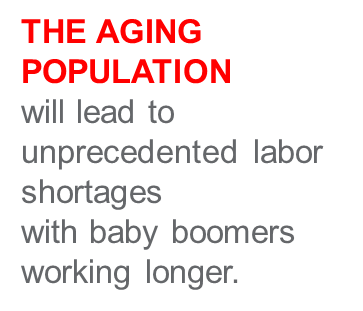 THE AGING
POPULATION
will lead to
unprecedented labor
shortages
with baby boomers
working longer.